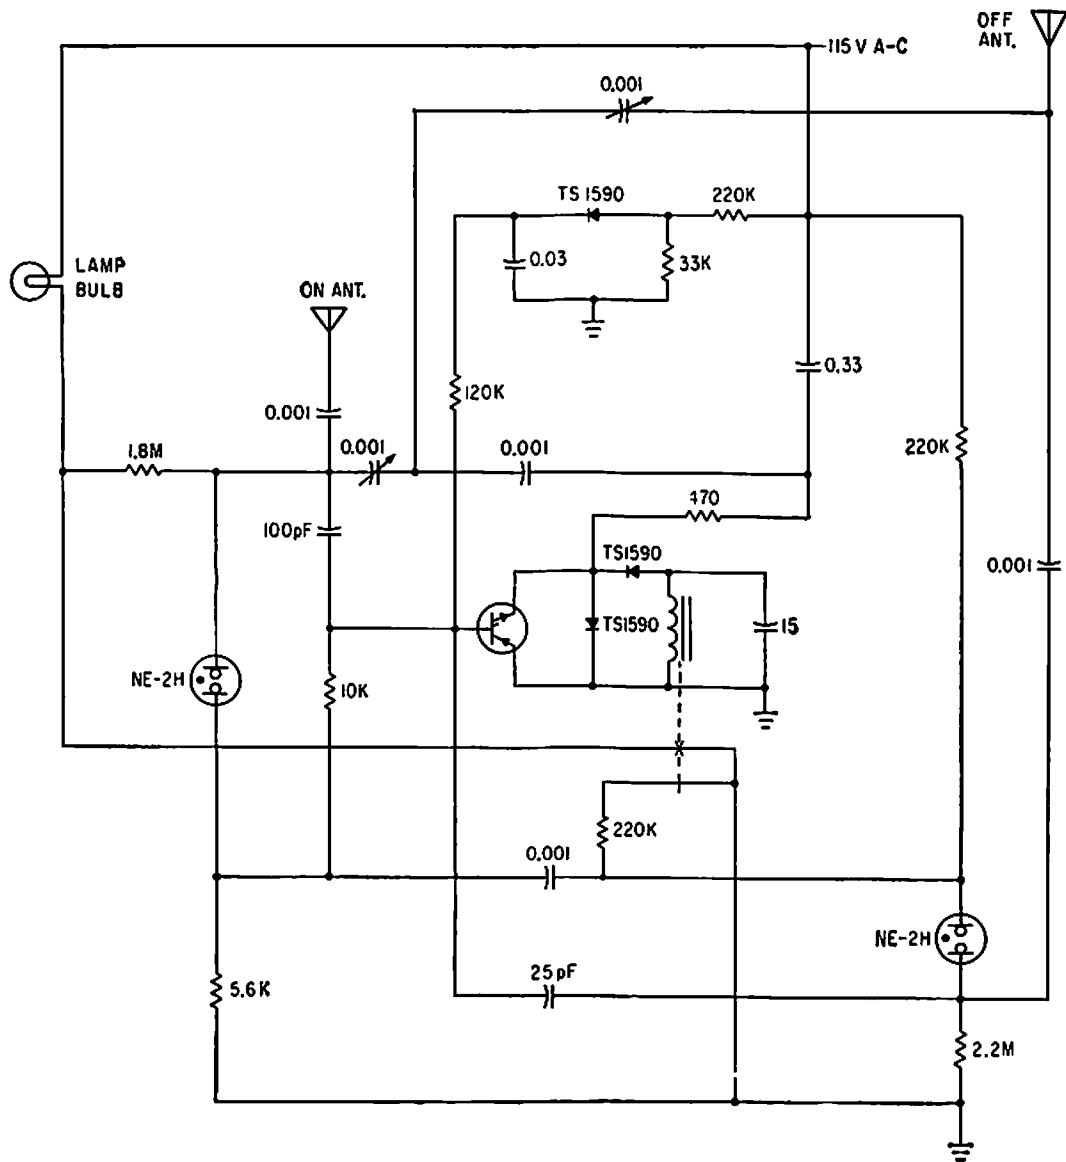 OFF
ANT.
115 V A-C
0.001
TS 1590
220K
0.03
33K
LAMP
BULB
ON ANT.
0.33
120K
0.001
1.8M
0.001
0.001
220K
470
100pF
TS1590
0.001
TS1590
15
NE-2H
10K
220K
0.001
NE-2H
25pF
5.6K
2.2M